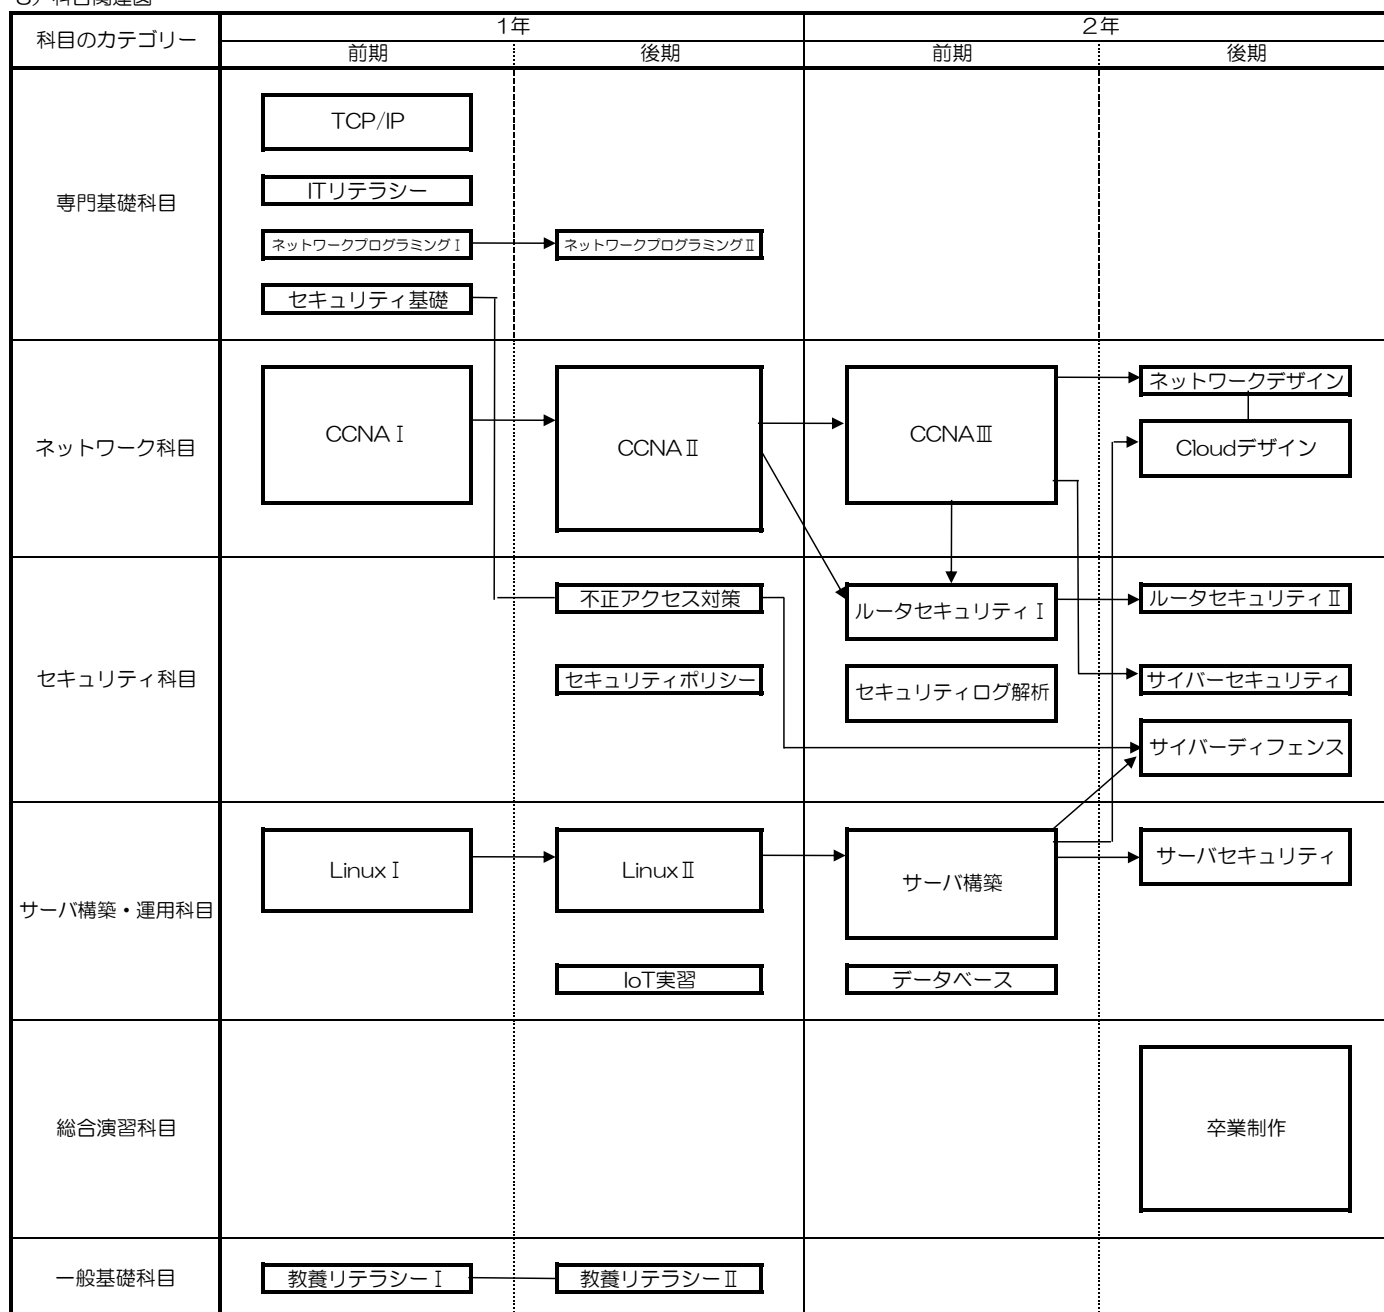 科目のカテゴリー
1年
2年
前期
後期
前期
後期
専門基礎科目
TCP/IP
ITリテラシー
ネットワークプログラミングⅠ
ネットワークプログラミングⅡ
セキュリティ基礎
ネットワーク科目
CCNAⅠ
CCNAⅡ
CCNAⅢ
ネットワークデザイン
Cloudデザイン
セキュリティ科目
不正アクセス対策
ルータセキュリティⅠ
ルータセキュリティⅡ
セキュリティポリシー
セキュリティログ解析
サイバーセキュリティ
サイバーディフェンス
サーバ構築・運用科目
LinuxⅠ
LinuxⅡ
サーバ構築
サーバセキュリティ
IoT実習
データベース
総合演習科目
卒業制作
一般基礎科目
教養リテラシーⅠ
教養リテラシーⅡ